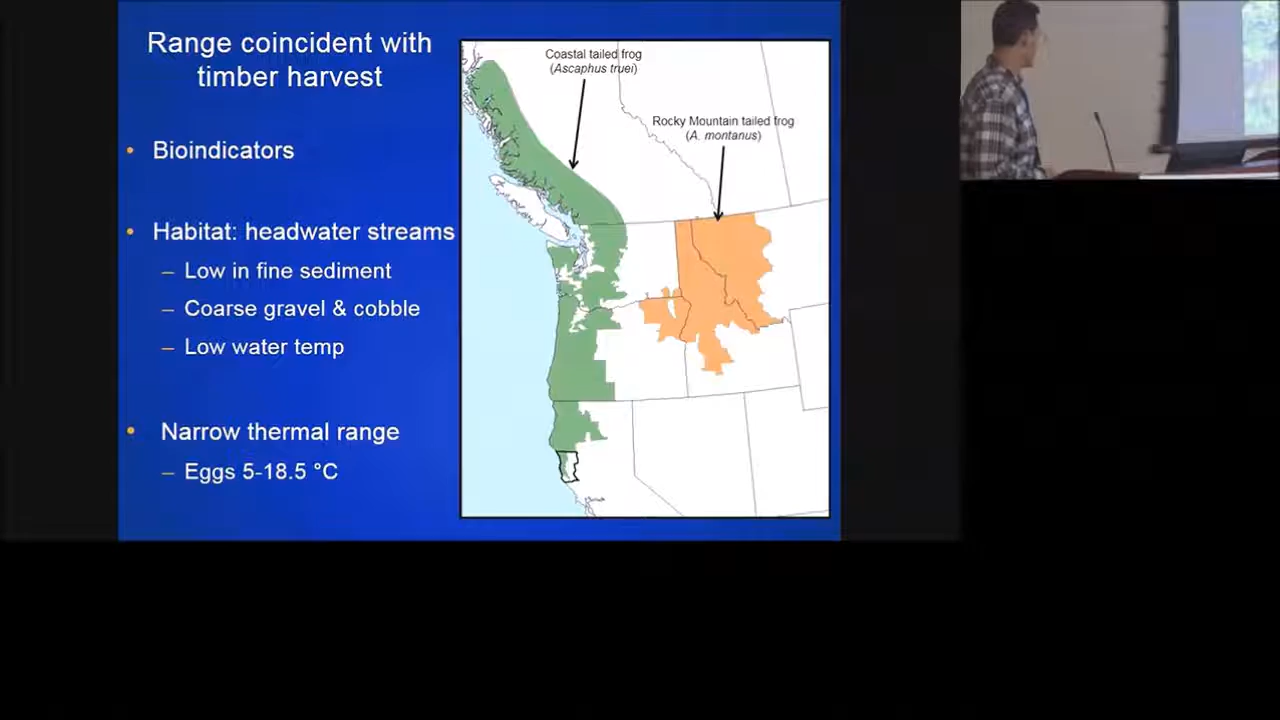 Range coincident with
timber harvest
• Bioindicators
• Habitat: headwater streams
– Low in fine sediment
– Coarse gravel & cobble
– Low water temp
• Narrow thermal range
– Eggs 5-18.5 °C
Coastal tailed frog
(Ascaphus truei)
Rocky Mountain tailed frog
(A. montanus)